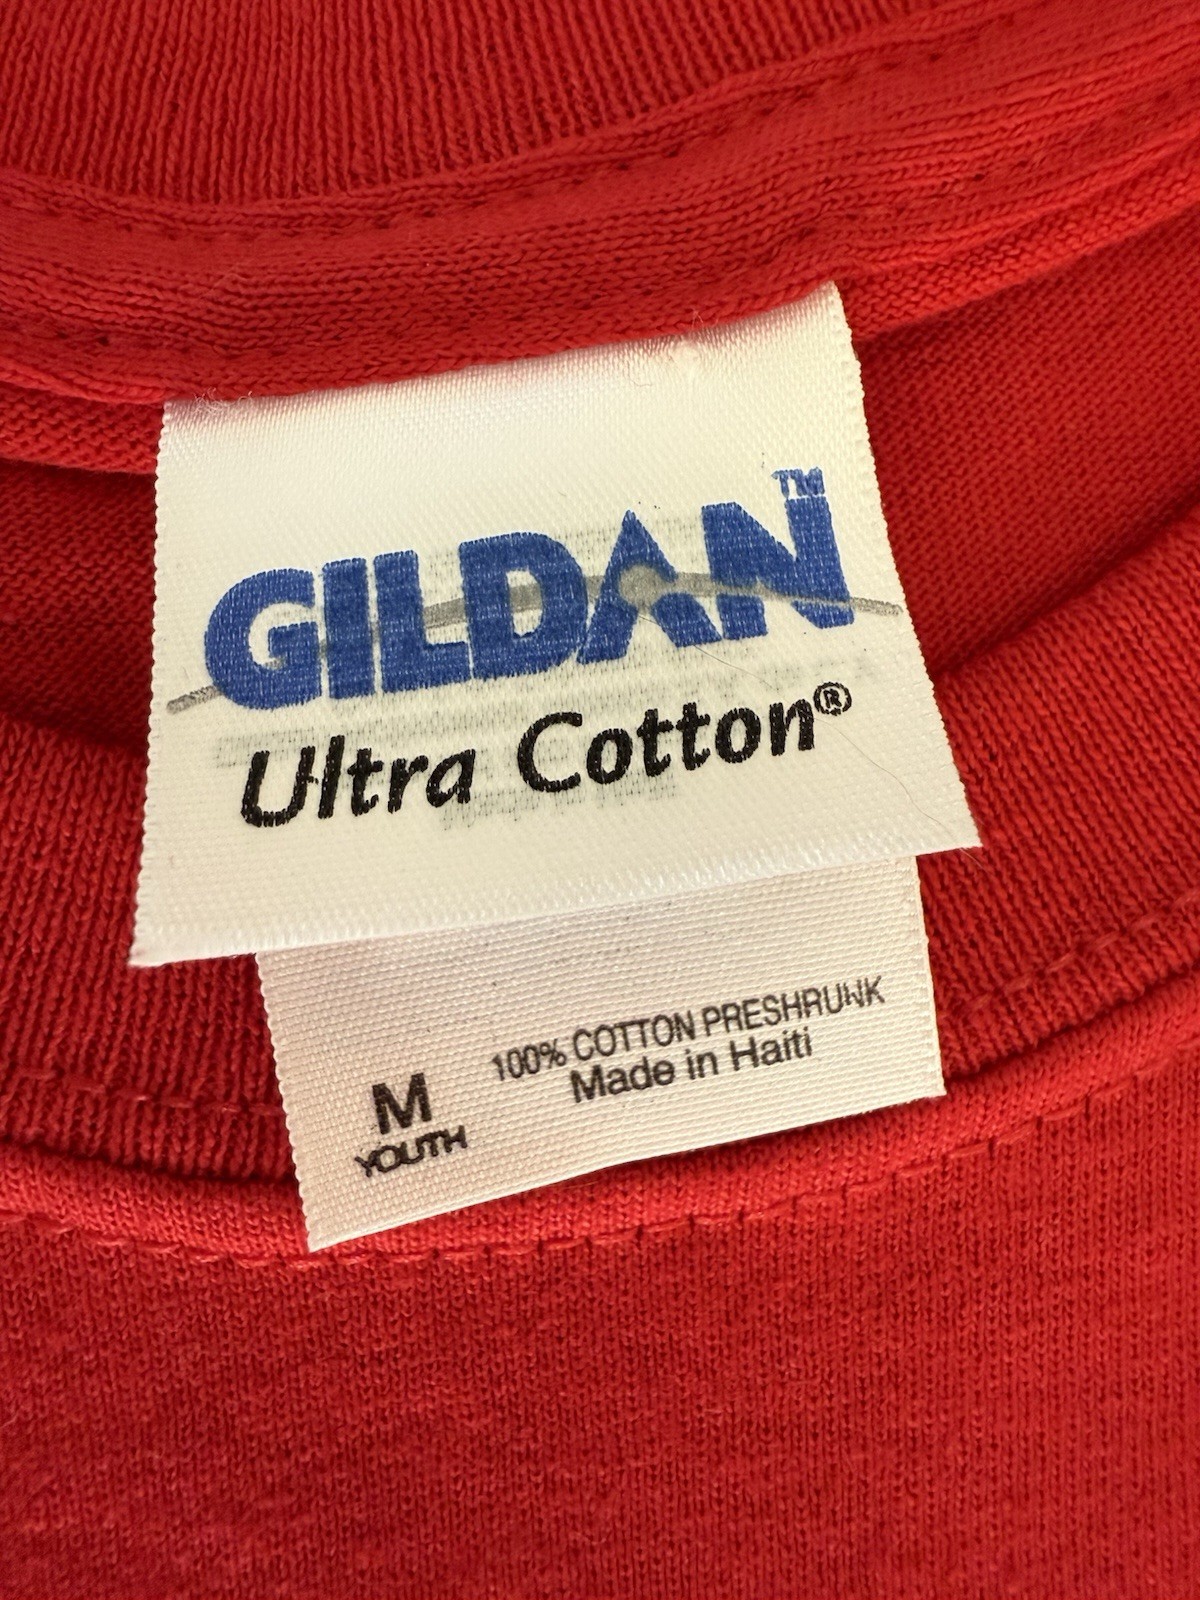 GILDAN™
Ultra Cotton®
100% COTTON PRESHRUNK
Made in Haiti
M
YOUTH